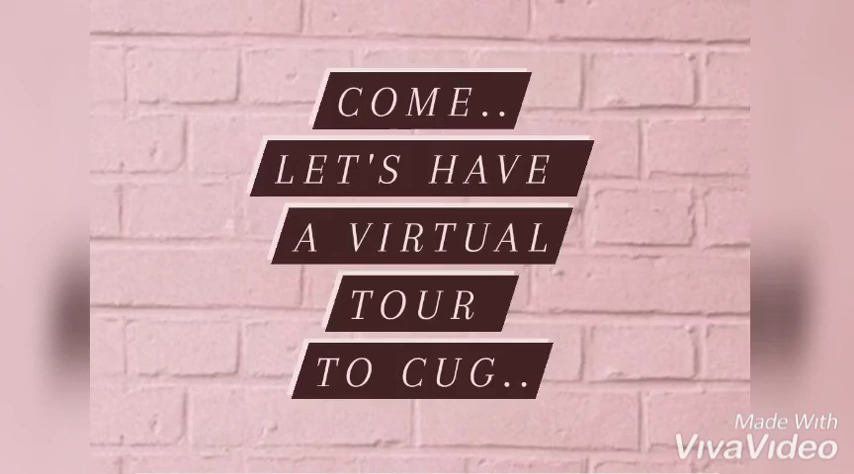 COME..
LET'S HAVE
A VIRTUAL
TOUR
TO CUG..
Made With
VivaVideo